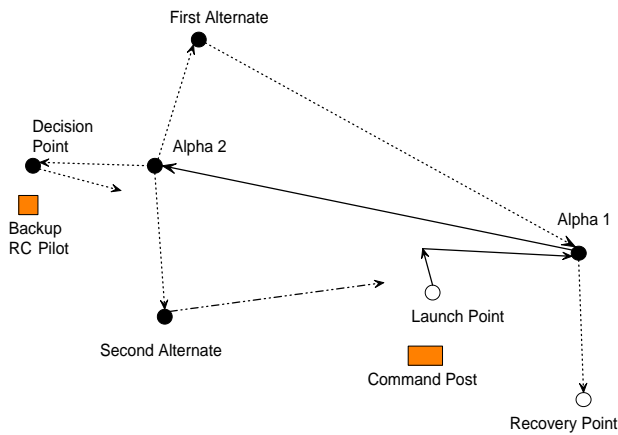 First Alternate
Decision
Point
Alpha 2
Backup
RC Pilot
Alpha 1
Launch Point
Second Alternate
Command Post
Recovery Point